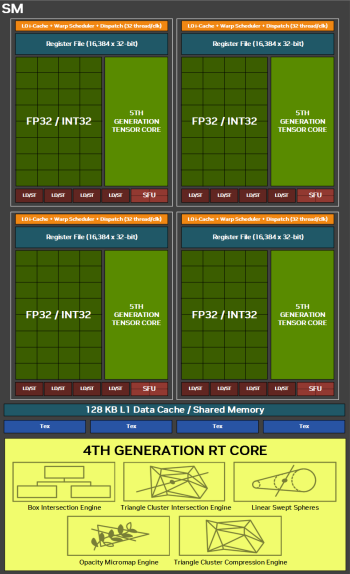 SM
L0 i-Cache + Warp Scheduler + Dispatch (32 thread/clk)
Register File (16,384 x 32-bit)
FP32 / INT32
5TH
GENERATION
TENSOR CORE
LD/ST LD/ST LD/ST LD/ST SFU
L0 i-Cache + Warp Scheduler + Dispatch (32 thread/clk)
Register File (16,384 x 32-bit)
FP32 / INT32
5TH
GENERATION
TENSOR CORE
LD/ST LD/ST LD/ST LD/ST SFU
L0 i-Cache + Warp Scheduler + Dispatch (32 thread/clk)
Register File (16,384 x 32-bit)
FP32 / INT32
5TH
GENERATION
TENSOR CORE
LD/ST LD/ST LD/ST LD/ST SFU
L0 i-Cache + Warp Scheduler + Dispatch (32 thread/clk)
Register File (16,384 x 32-bit)
FP32 / INT32
5TH
GENERATION
TENSOR CORE
LD/ST LD/ST LD/ST LD/ST SFU
128 KB L1 Data Cache / Shared Memory
Tex Tex Tex Tex
4TH GENERATION RT CORE
Box Intersection Engine
Triangle Cluster Intersection Engine
Linear Swept Spheres
Opacity Micromap Engine
Triangle Cluster Compression Engine